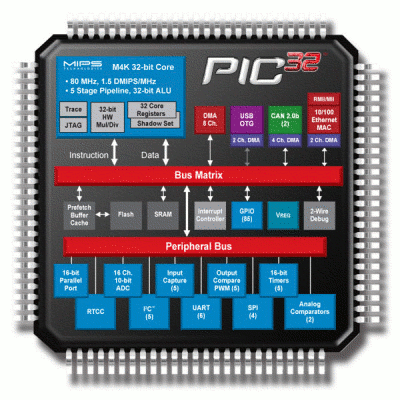 MIPS
TECHNOLOGIES
M4K 32-bit Core
• 80 MHz, 1.5 DMIPS/MHz
• 5 Stage Pipeline, 32-bit ALU
PIC32
Trace
JTAG
32-bit
HW
Mul/Div
32 Core
Registers
Shadow Set
DMA
8 Ch.
USB
OTG
2 Ch. DMA
CAN 2.0b
(2)
4 Ch. DMA
RMII/MII
10/100
Ethernet
MAC
2 Ch. DMA
Instruction
Data
Bus Matrix
Prefetch
Buffer
Cache
Flash
SRAM
Interrupt
Controller
GPIO
(85)
VREG
2-Wire
Debug
Peripheral Bus
16-bit
Parallel
Port
16 Ch.
10-bit
ADC
Input
Capture
(5)
Output
Compare
PWM (5)
16-bit
Timers
(5)
RTCC
I²C™
(5)
UART
(6)
SPI
(4)
Analog
Comparators
(2)